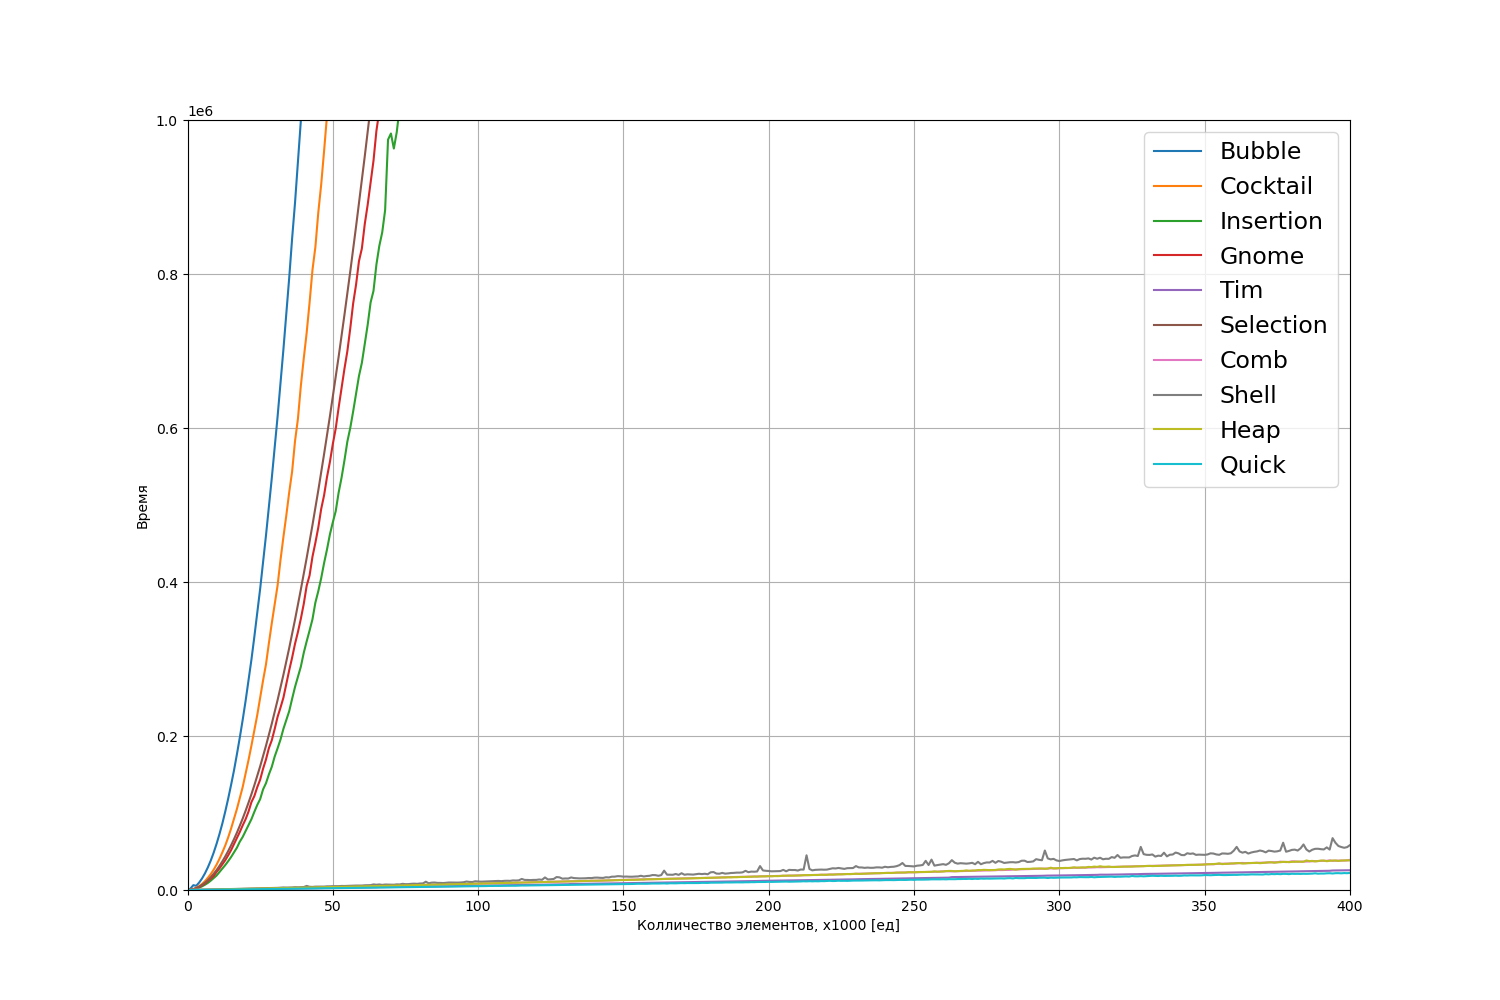 1e6
1.0
0.8
0.6
0.4
0.2
0.0
Время
0 50 100 150 200 250 300 350 400
Колличество элементов, x1000 [ед]
Bubble
Cocktail
Insertion
Gnome
Tim
Selection
Comb
Shell
Heap
Quick